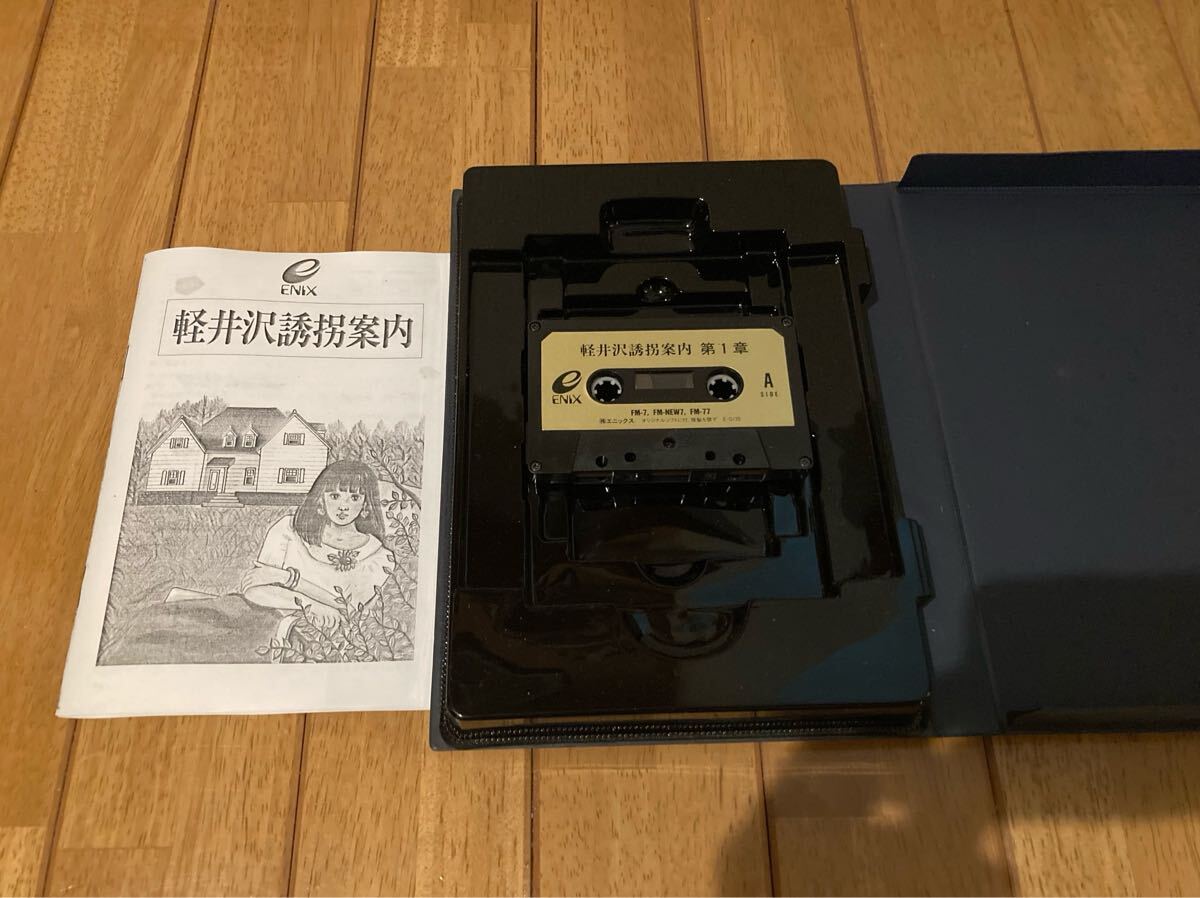 ENIX
軽井沢誘拐案内
軽井沢誘拐案内 第1章
ENIX
A
SIDE
FM-7, FM-NEW7, FM-77
㈱エニックス